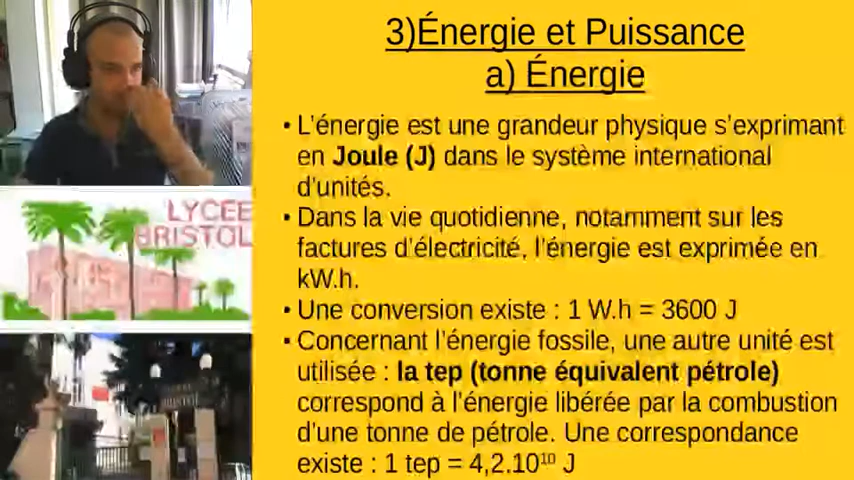 3)Énergie et Puissance
a) Énergie
• L'énergie est une grandeur physique s'exprimant
en Joule (J) dans le système international
d'unités.
• Dans la vie quotidienne, notamment sur les
factures d'électricité, l'énergie est exprimée en
kW.h.
• Une conversion existe : 1 W.h = 3600 J
• Concernant l'énergie fossile, une autre unité est
utilisée : la tep (tonne équivalent pétrole)
correspond à l'énergie libérée par la combustion
d'une tonne de pétrole. Une correspondance
existe : 1 tep = 4,2.10¹⁰ J
LYCEE
BRISTOL